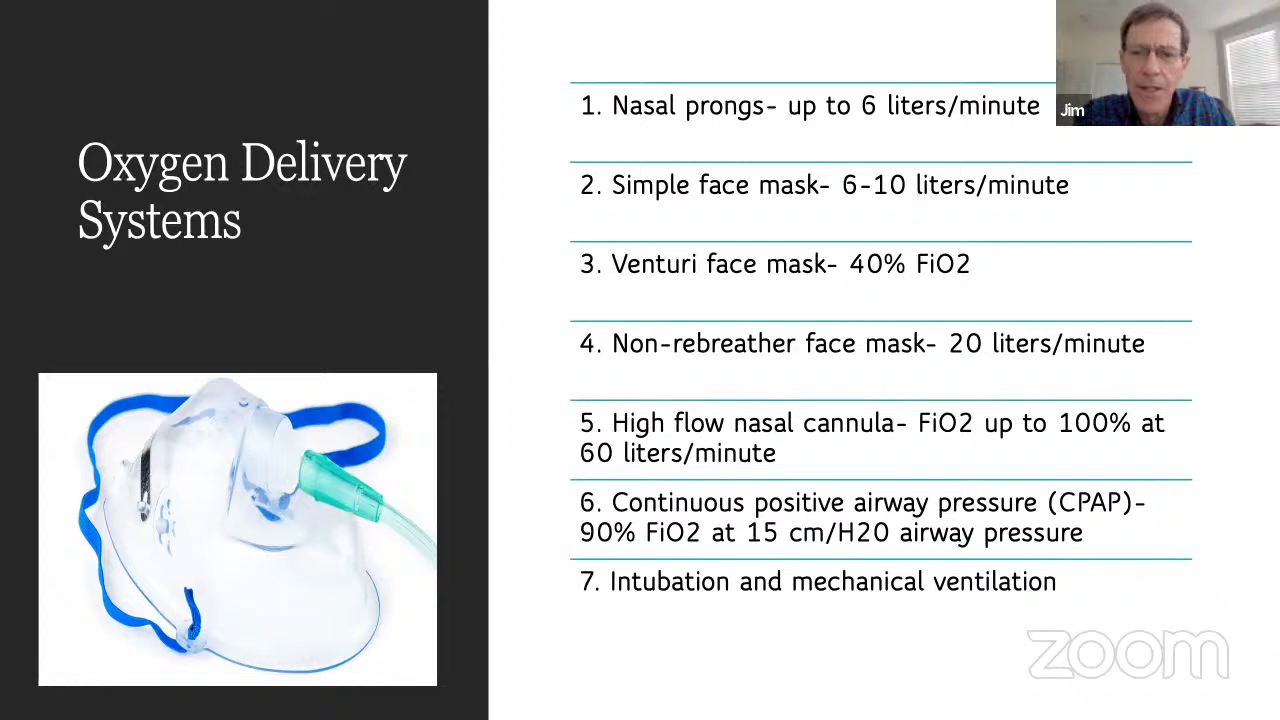 Oxygen Delivery
Systems
1. Nasal prongs- up to 6 liters/minute
2. Simple face mask- 6-10 liters/minute
3. Venturi face mask- 40% FiO2
4. Non-rebreather face mask- 20 liters/minute
5. High flow nasal cannula- FiO2 up to 100% at
60 liters/minute
6. Continuous positive airway pressure (CPAP)-
90% FiO2 at 15 cm/H20 airway pressure
7. Intubation and mechanical ventilation
Jim
zoom